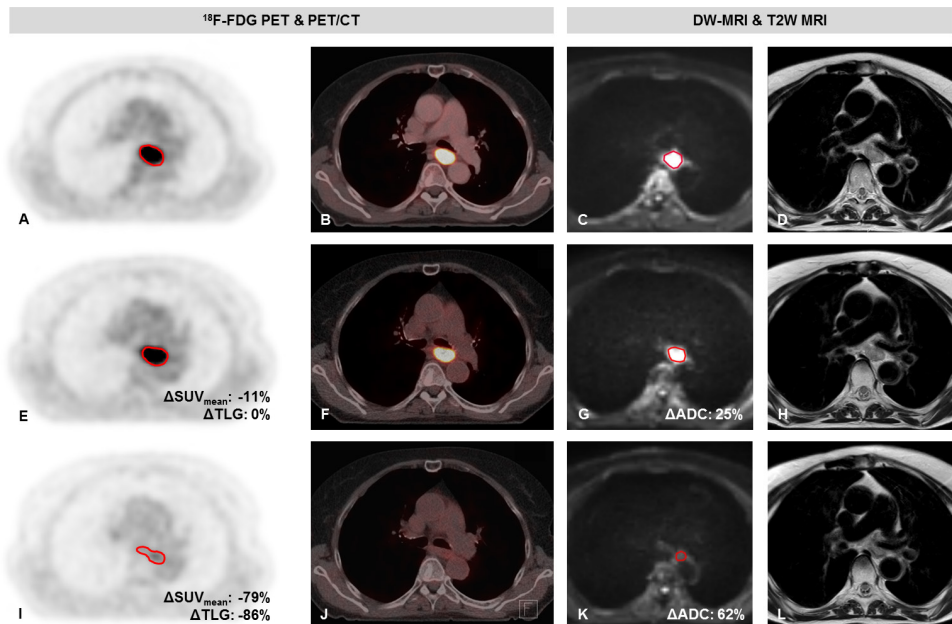 ¹⁸F-FDG PET & PET/CT
DW-MRI & T2W MRI
A
B
C
D
E
ΔSUVmean: -11%
ΔTLG: 0%
F
G
ΔADC: 25%
H
I
ΔSUVmean: -79%
ΔTLG: -86%
J
F
K
ΔADC: 62%
L